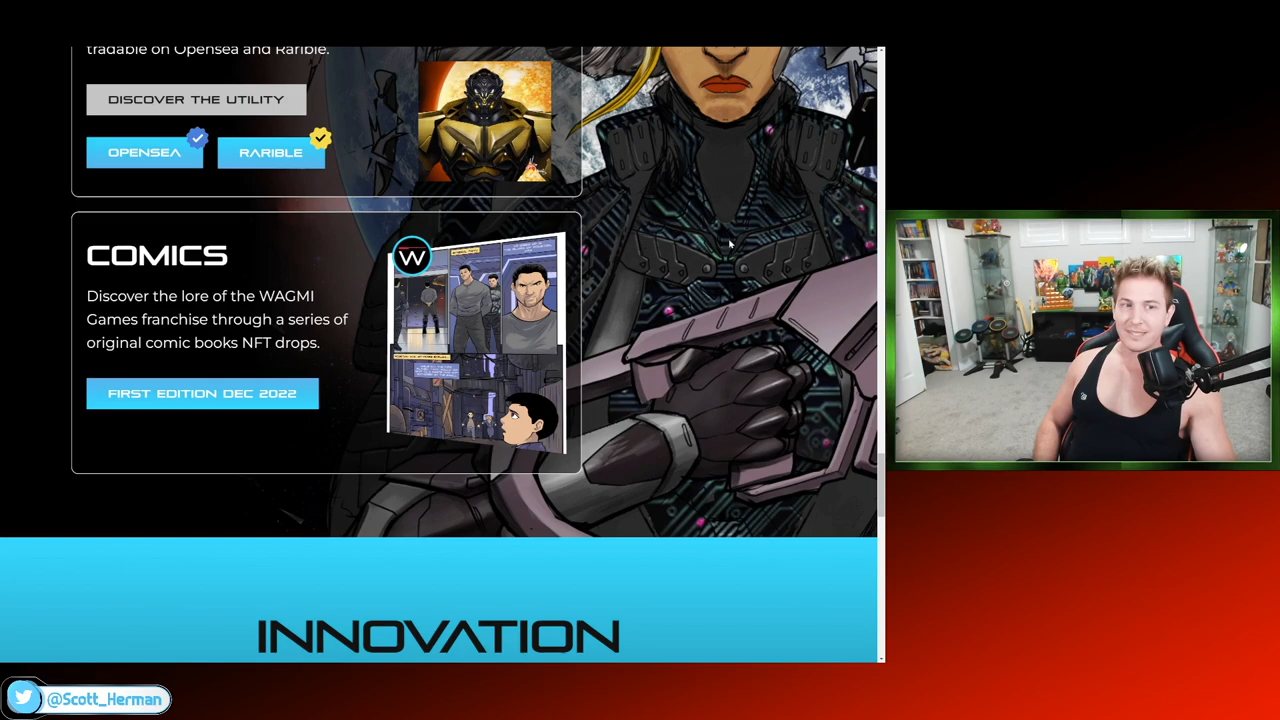 tradable on Opensea and Rarible.
DISCOVER THE UTILITY
OPENSEA
RARIBLE
COMICS
W
Discover the lore of the WAGMI
Games franchise through a series of
original comic books NFT drops.
FIRST EDITION DEC 2022
INNOVATION
@Scott_Herman